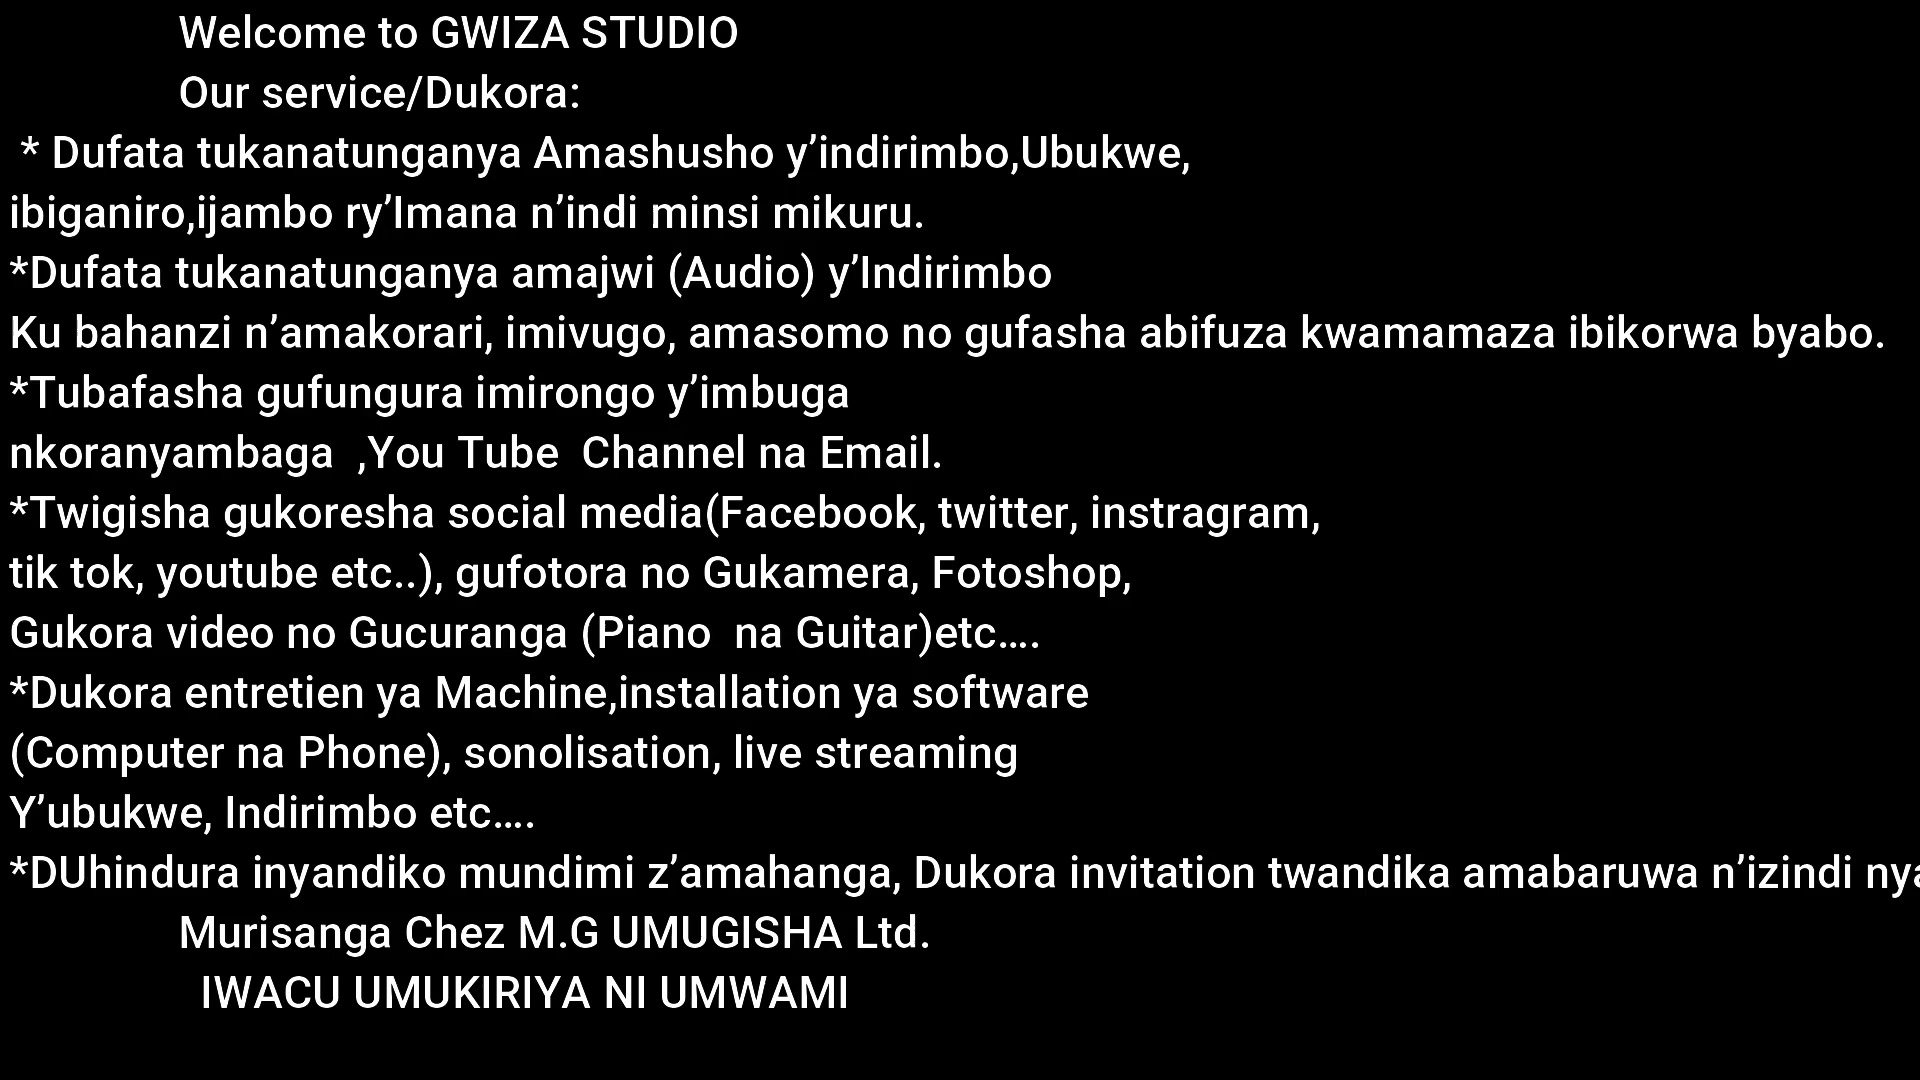 Welcome to GWIZA STUDIO
Our service/Dukora:
* Dufata tukanatunganya Amashusho y’indirimbo,Ubukwe,
ibiganiro,ijambo ry’Imana n’indi minsi mikuru.
*Dufata tukanatunganya amajwi (Audio) y’Indirimbo
Ku bahanzi n’amakorari, imivugo, amasomo no gufasha abifuza kwamamaza ibikorwa byabo.
*Tubafasha gufungura imirongo y’imbuga
nkoranyambaga  ,You Tube  Channel na Email.
*Twigisha gukoresha social media(Facebook, twitter, instragram,
tik tok, youtube etc..), gufotora no Gukamera, Fotoshop,
Gukora video no Gucuranga (Piano  na Guitar)etc....
*Dukora entretien ya Machine,installation ya software
(Computer na Phone), sonolisation, live streaming
Y’ubukwe, Indirimbo etc....
*DUhindura inyandiko mundimi z’amahanga, Dukora invitation twandika amabaruwa n’izindi
Murisanga Chez M.G UMUGISHA Ltd.
IWACU UMUKIRIYA NI UMWAMI